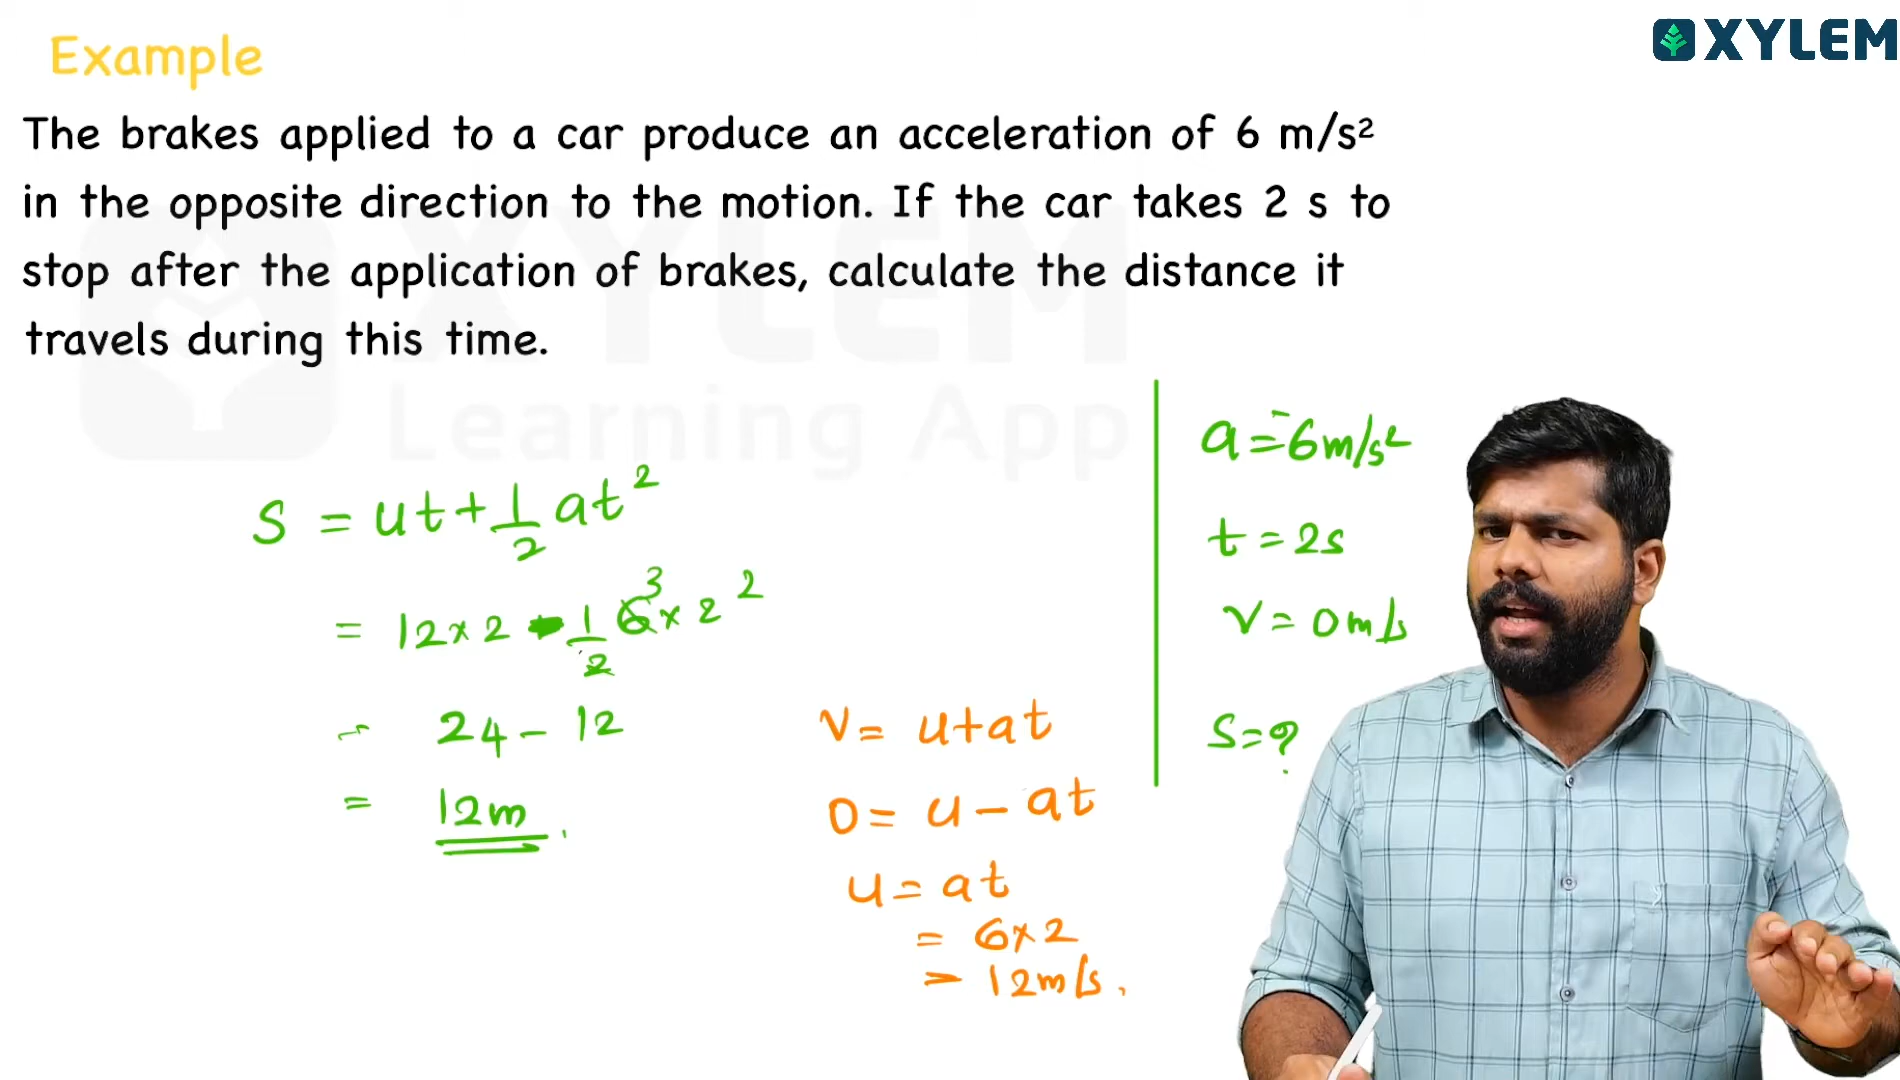 Example
XYLEM
The brakes applied to a car produce an acceleration of 6 m/s²
in the opposite direction to the motion. If the car takes 2 s to
stop after the application of brakes, calculate the distance it
travels during this time.
XYLEM
Learning App
S = ut + 1/2 at²
= 12 × 2 - 1/2 6 3 × 2²
- 24 - 12
= 12m.
v = u + at
0 = u - at
u = at
= 6 × 2
= 12m/s.
a = -6m/s²
t = 2s
v = 0m/s
S = ?